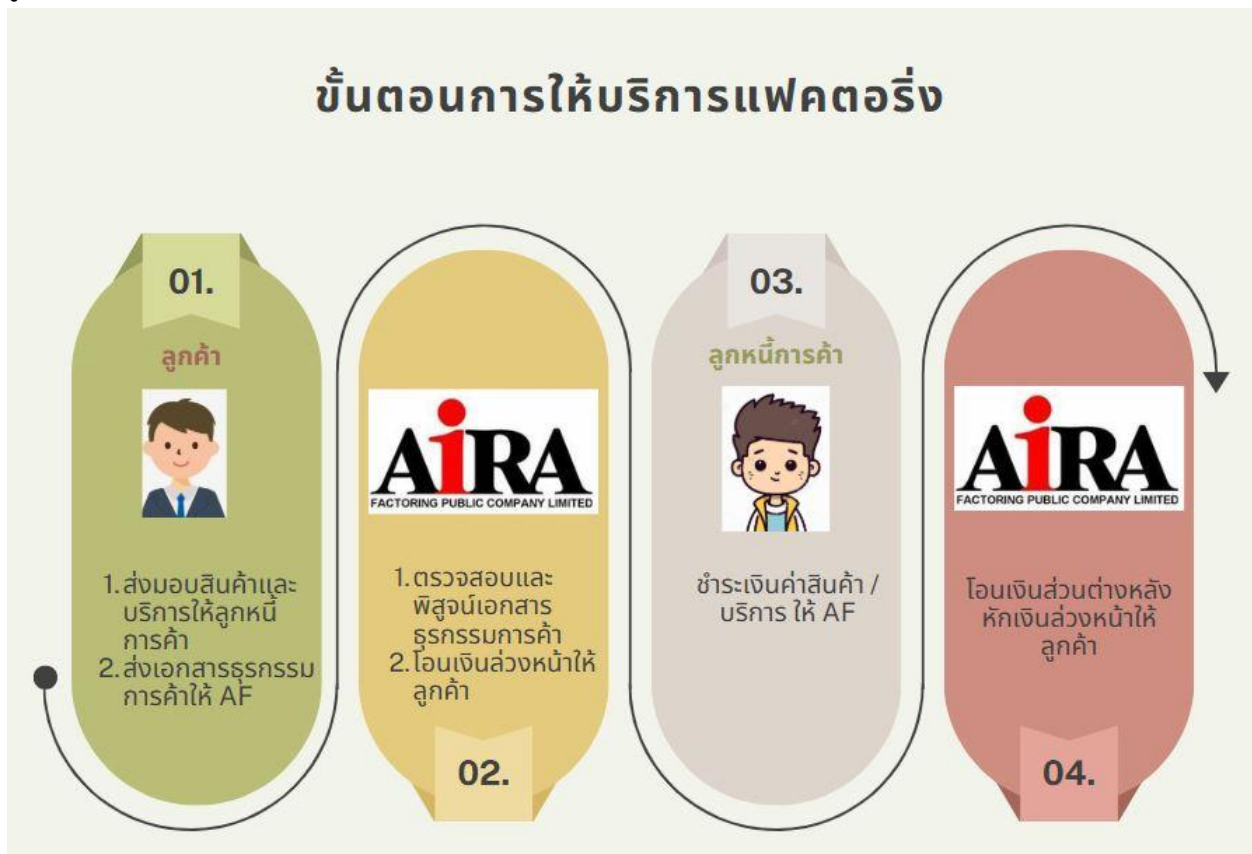 ขั้นตอนการให้บริการแฟคตอริ่ง
01.
ลูกค้า
1. ส่งมอบสินค้าและ
บริการให้ลูกหนี้
การค้า
2. ส่งเอกสารธุรกรรม
การค้าให้ AF
AiRA
FACTORING PUBLIC COMPANY LIMITED
1. ตรวจสอบและ
พิสูจน์เอกสาร
ธุรกรรมการค้า
2. โอนเงินล่วงหน้าให้
ลูกค้า
02.
03.
ลูกหนี้การค้า
ชำระเงินค่าสินค้า /
บริการ ให้ AF
AiRA
FACTORING PUBLIC COMPANY LIMITED
โอนเงินส่วนต่างหลัง
หักเงินล่วงหน้าให้
ลูกค้า
04.